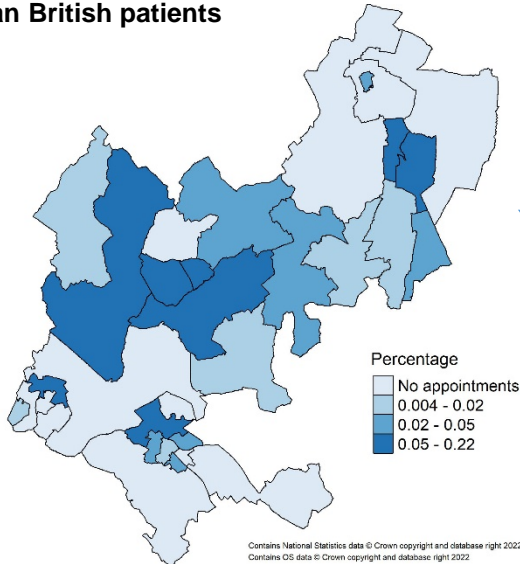 an British patients
Percentage
No appointments
0.004 - 0.02
0.02 - 0.05
0.05 - 0.22
Contains National Statistics data © Crown copyright and database right 2022
Contains OS data © Crown copyright and database right 2022